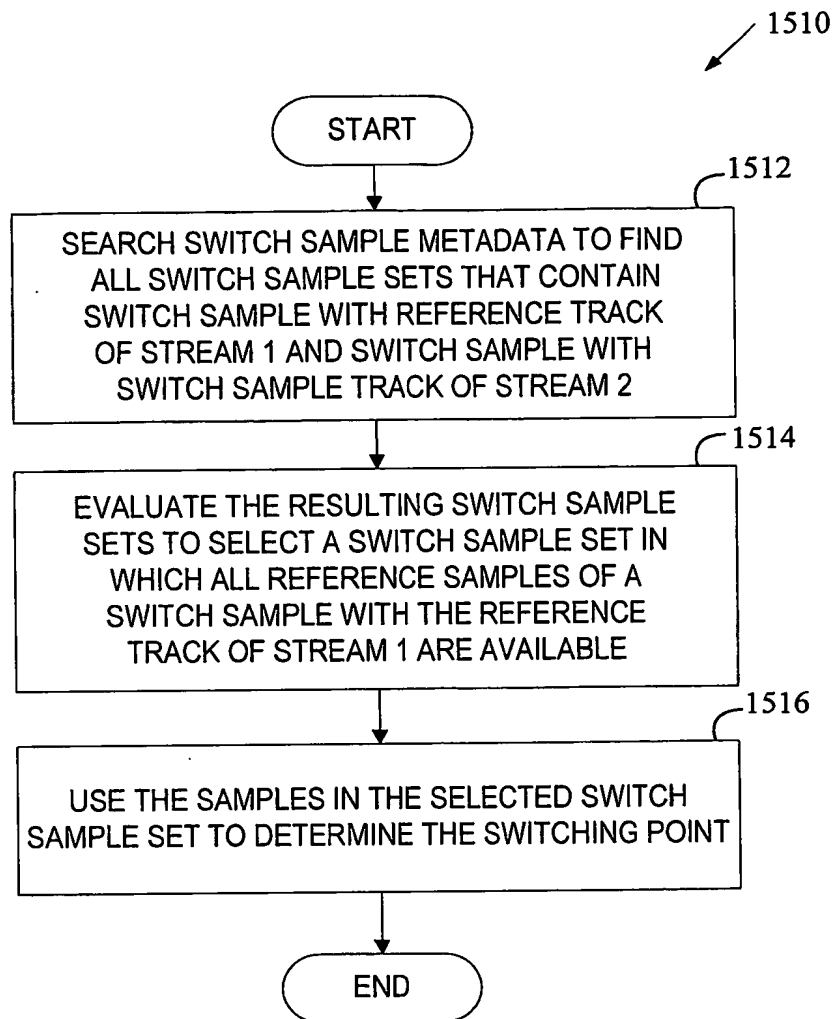 1510
START
1512
SEARCH SWITCH SAMPLE METADATA TO FIND
ALL SWITCH SAMPLE SETS THAT CONTAIN
SWITCH SAMPLE WITH REFERENCE TRACK
OF STREAM 1 AND SWITCH SAMPLE WITH
SWITCH SAMPLE TRACK OF STREAM 2
1514
EVALUATE THE RESULTING SWITCH SAMPLE
SETS TO SELECT A SWITCH SAMPLE SET IN
WHICH ALL REFERENCE SAMPLES OF A
SWITCH SAMPLE WITH THE REFERENCE
TRACK OF STREAM 1 ARE AVAILABLE
1516
USE THE SAMPLES IN THE SELECTED SWITCH
SAMPLE SET TO DETERMINE THE SWITCHING POINT
END